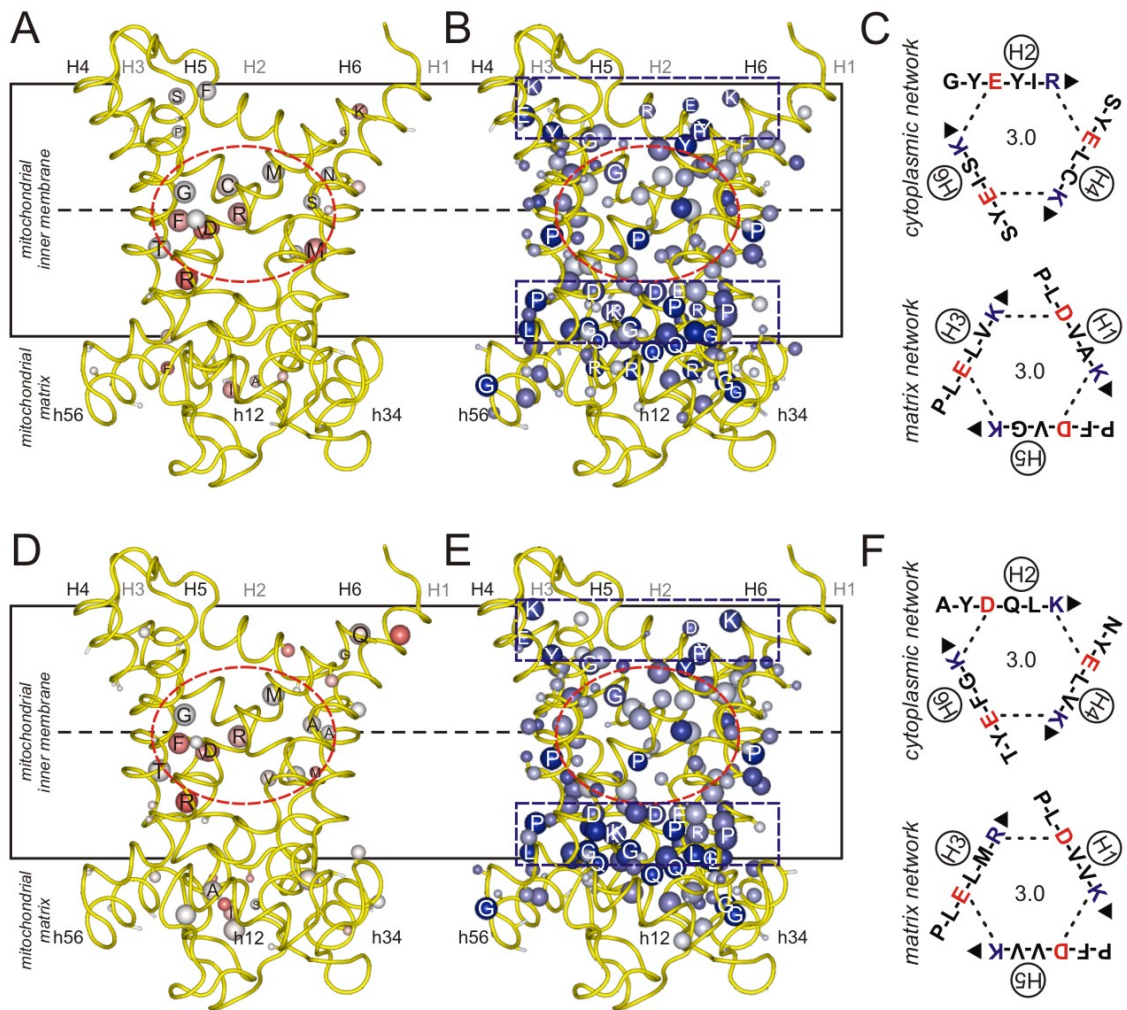 A
H4 H3 H5 H2 H6 H1
S F
K
P G
G C M N
S
F D R
T M
R
F A
mitochondrial
inner membrane
mitochondrial
matrix
h56 h12 h34
B
H4 H3 H5 H2 H6 H1
K E K
E R
Y G Y
G
P P P
P D D E P P
K R R
L G G G
Q Q Q
R R R
G G G
h56 h12 h34
C
cytoplasmic network
H2
G-Y-E-Y-I-R
S-Y-E-L-C-K
H4
3.0
S-Y-E-I-S-K
H6
matrix network
P-L-D-V-A-K
H1
H3
P-L-E-L-V-K
3.0
P-F-D-V-G-K
H5
D
H4 H3 H5 H2 H6 H1
Q
G
M
G A A
F D R
T V M
R
A
S
mitochondrial
inner membrane
mitochondrial
matrix
h56 h12 h34
E
H4 H3 H5 H2 H6 H1
K D K
E
Y G Y
G
P P P
P D D E P P
K R
L G G L
Q Q Q
G G G
h56 h12 h34
F
cytoplasmic network
H2
A-Y-D-Q-L-K
N-Y-E-L-V-K
H4
3.0
T-Y-E-F-G-K
H6
matrix network
P-L-D-V-V-K
H1
H3
P-L-E-L-M-R
3.0
P-F-D-V-V-K
H5